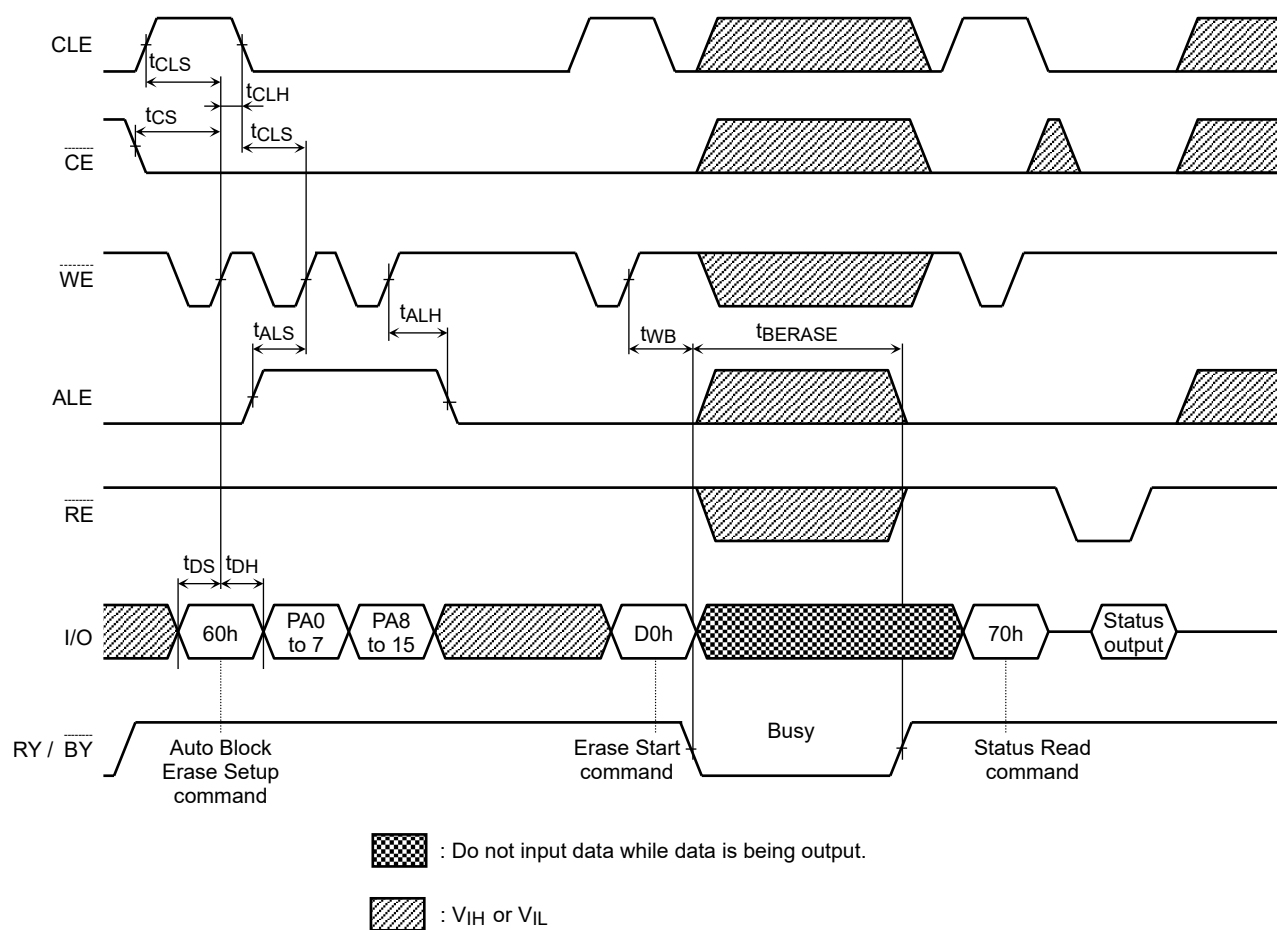 CLE
tCLS
tCLH
tCS
tCLS
CE
WE
tALS
tALH
tWB
tBERASE
ALE
RE
tDS
tDH
I/O
60h
PA0
to 7
PA8
to 15
D0h
70h
Status
output
RY / BY
Busy
Auto Block
Erase Setup
command
Erase Start
command
Status Read
command
: Do not input data while data is being output.
: VIH or VIL